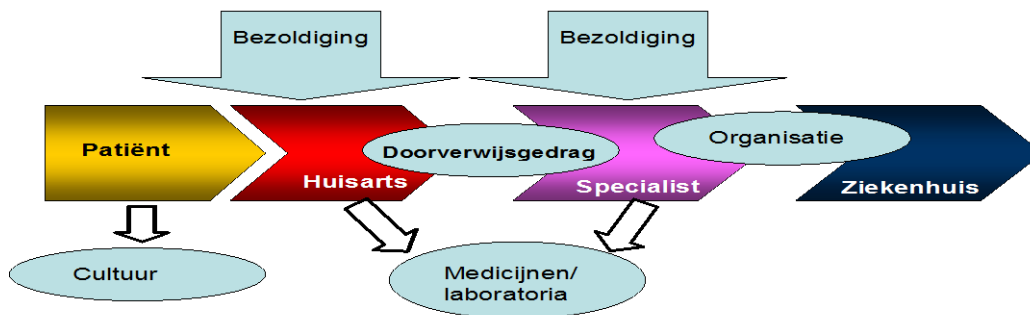 Bezoldiging
Bezoldiging
Patiënt
Huisarts
Doorverwijsgedrag
Specialist
Organisatie
Ziekenhuis
Cultuur
Medicijnen/
laboratoria